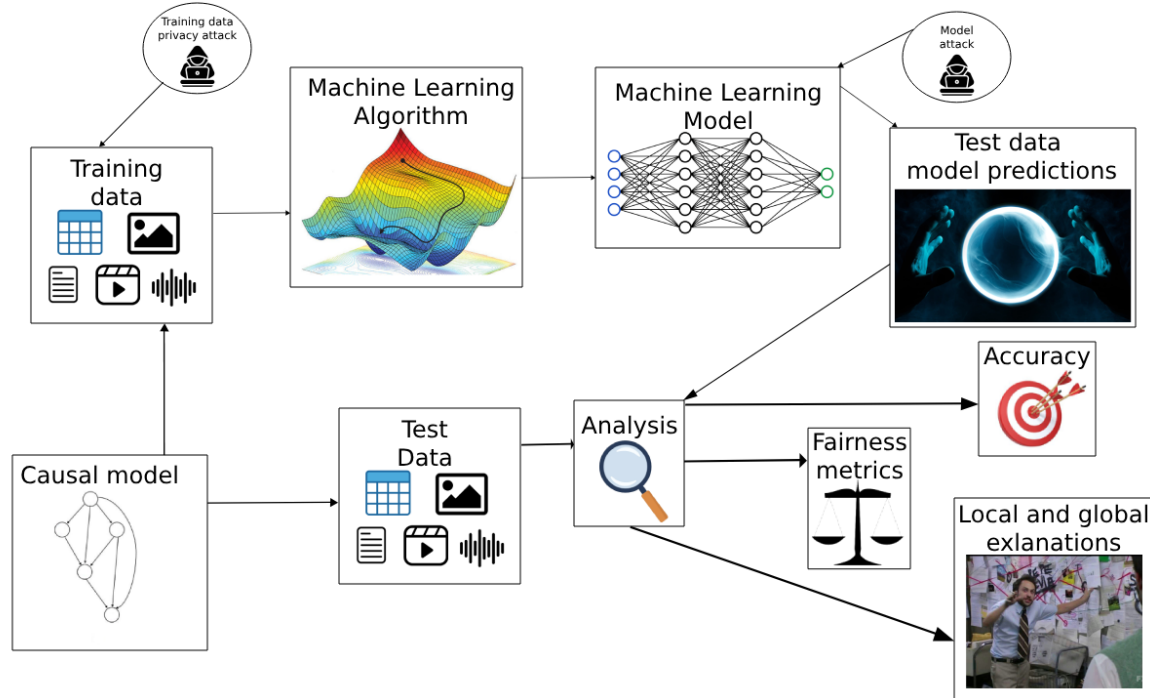 Training data
privacy attack
Model
attack
Machine Learning
Algorithm
Machine Learning
Model
Training
data
Test data
model predictions
Accuracy
Causal model
Test
Data
Analysis
Fairness
metrics
Local and global
exlanations